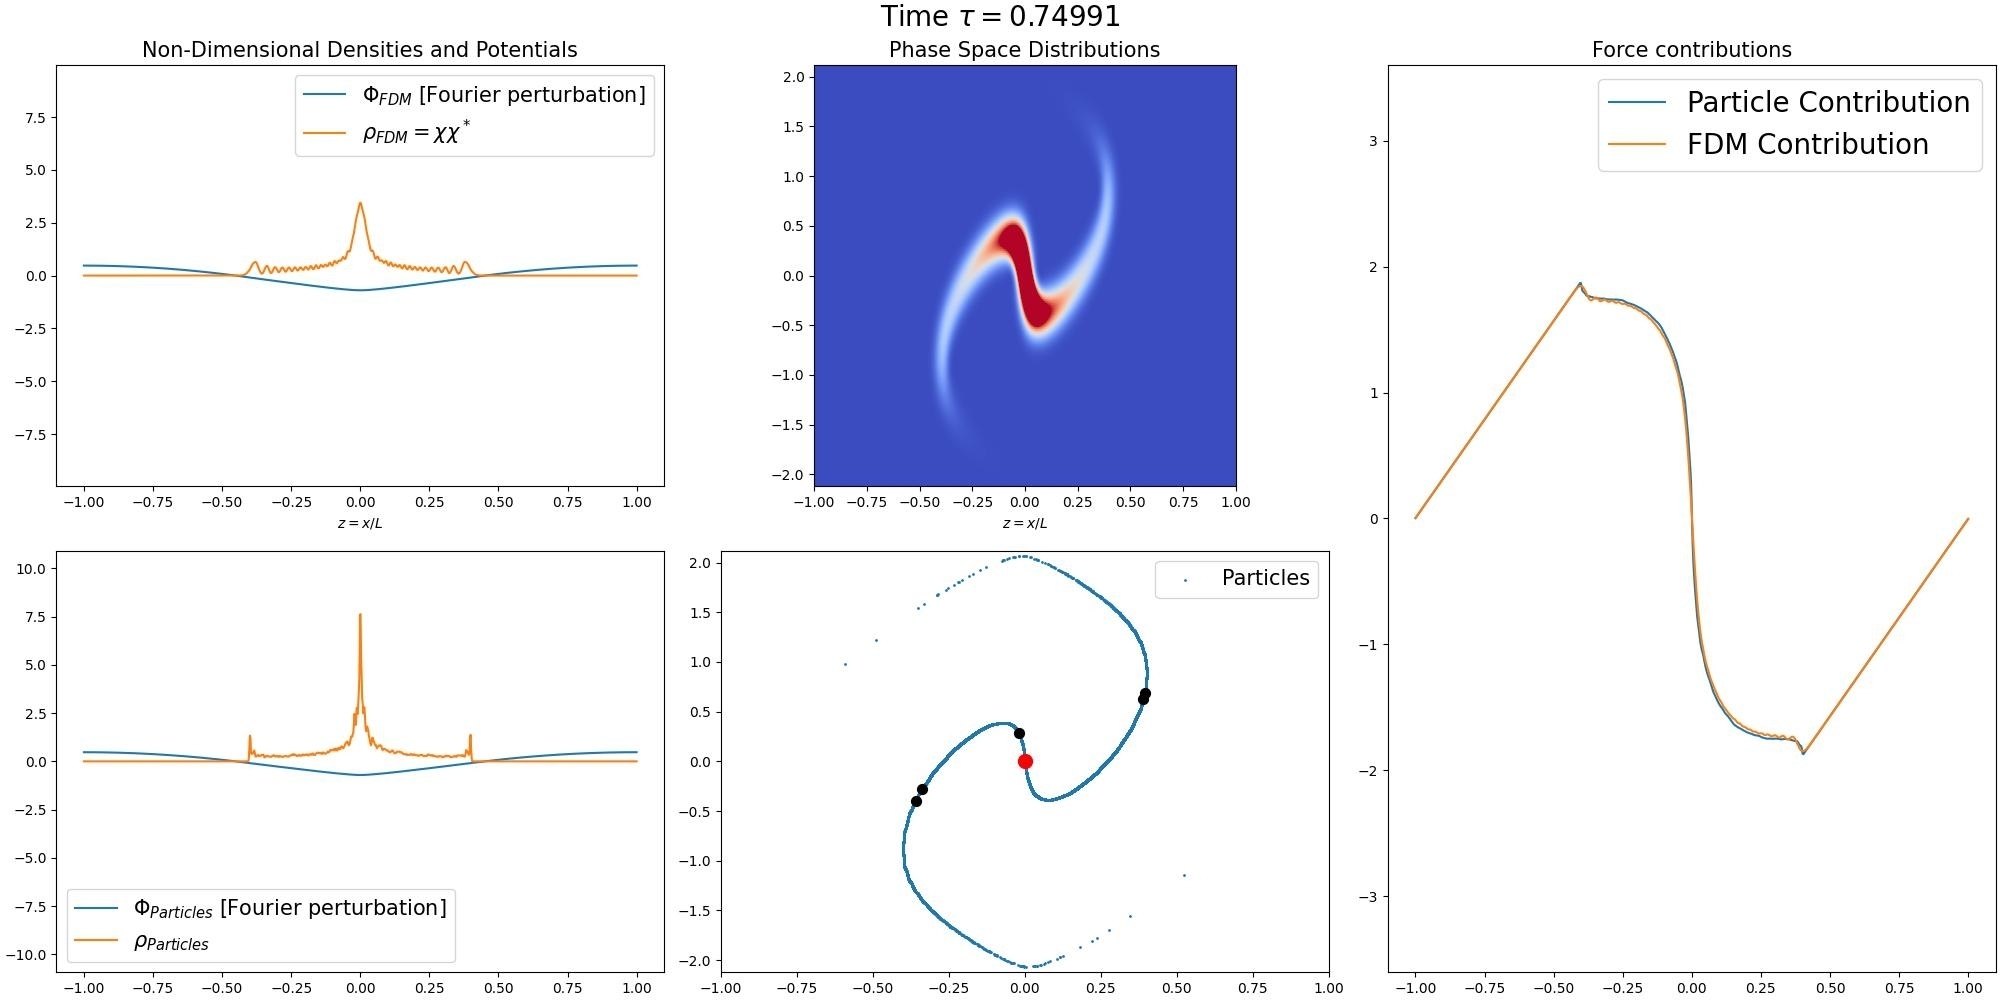 Time τ = 0.74991
Non-Dimensional Densities and Potentials
Φ_FDM [Fourier perturbation]
ρ_FDM = χχ*
7.5
5.0
2.5
0.0
−2.5
−5.0
−7.5
−1.00 −0.75 −0.50 −0.25 0.00 0.25 0.50 0.75 1.00
z = x/L
Phase Space Distributions
2.0
1.5
1.0
0.5
0.0
−0.5
−1.0
−1.5
−2.0
−1.00 −0.75 −0.50 −0.25 0.00 0.25 0.50 0.75 1.00
z = x/L
Force contributions
Particle Contribution
FDM Contribution
3
2
1
0
−1
−2
−3
−1.00 −0.75 −0.50 −0.25 0.00 0.25 0.50 0.75 1.00
10.0
7.5
5.0
2.5
0.0
−2.5
−5.0
−7.5
−10.0
Φ_Particles [Fourier perturbation]
ρ_Particles
−1.00 −0.75 −0.50 −0.25 0.00 0.25 0.50 0.75 1.00
Particles
2.0
1.5
1.0
0.5
0.0
−0.5
−1.0
−1.5
−2.0
−1.00 −0.75 −0.50 −0.25 0.00 0.25 0.50 0.75 1.00